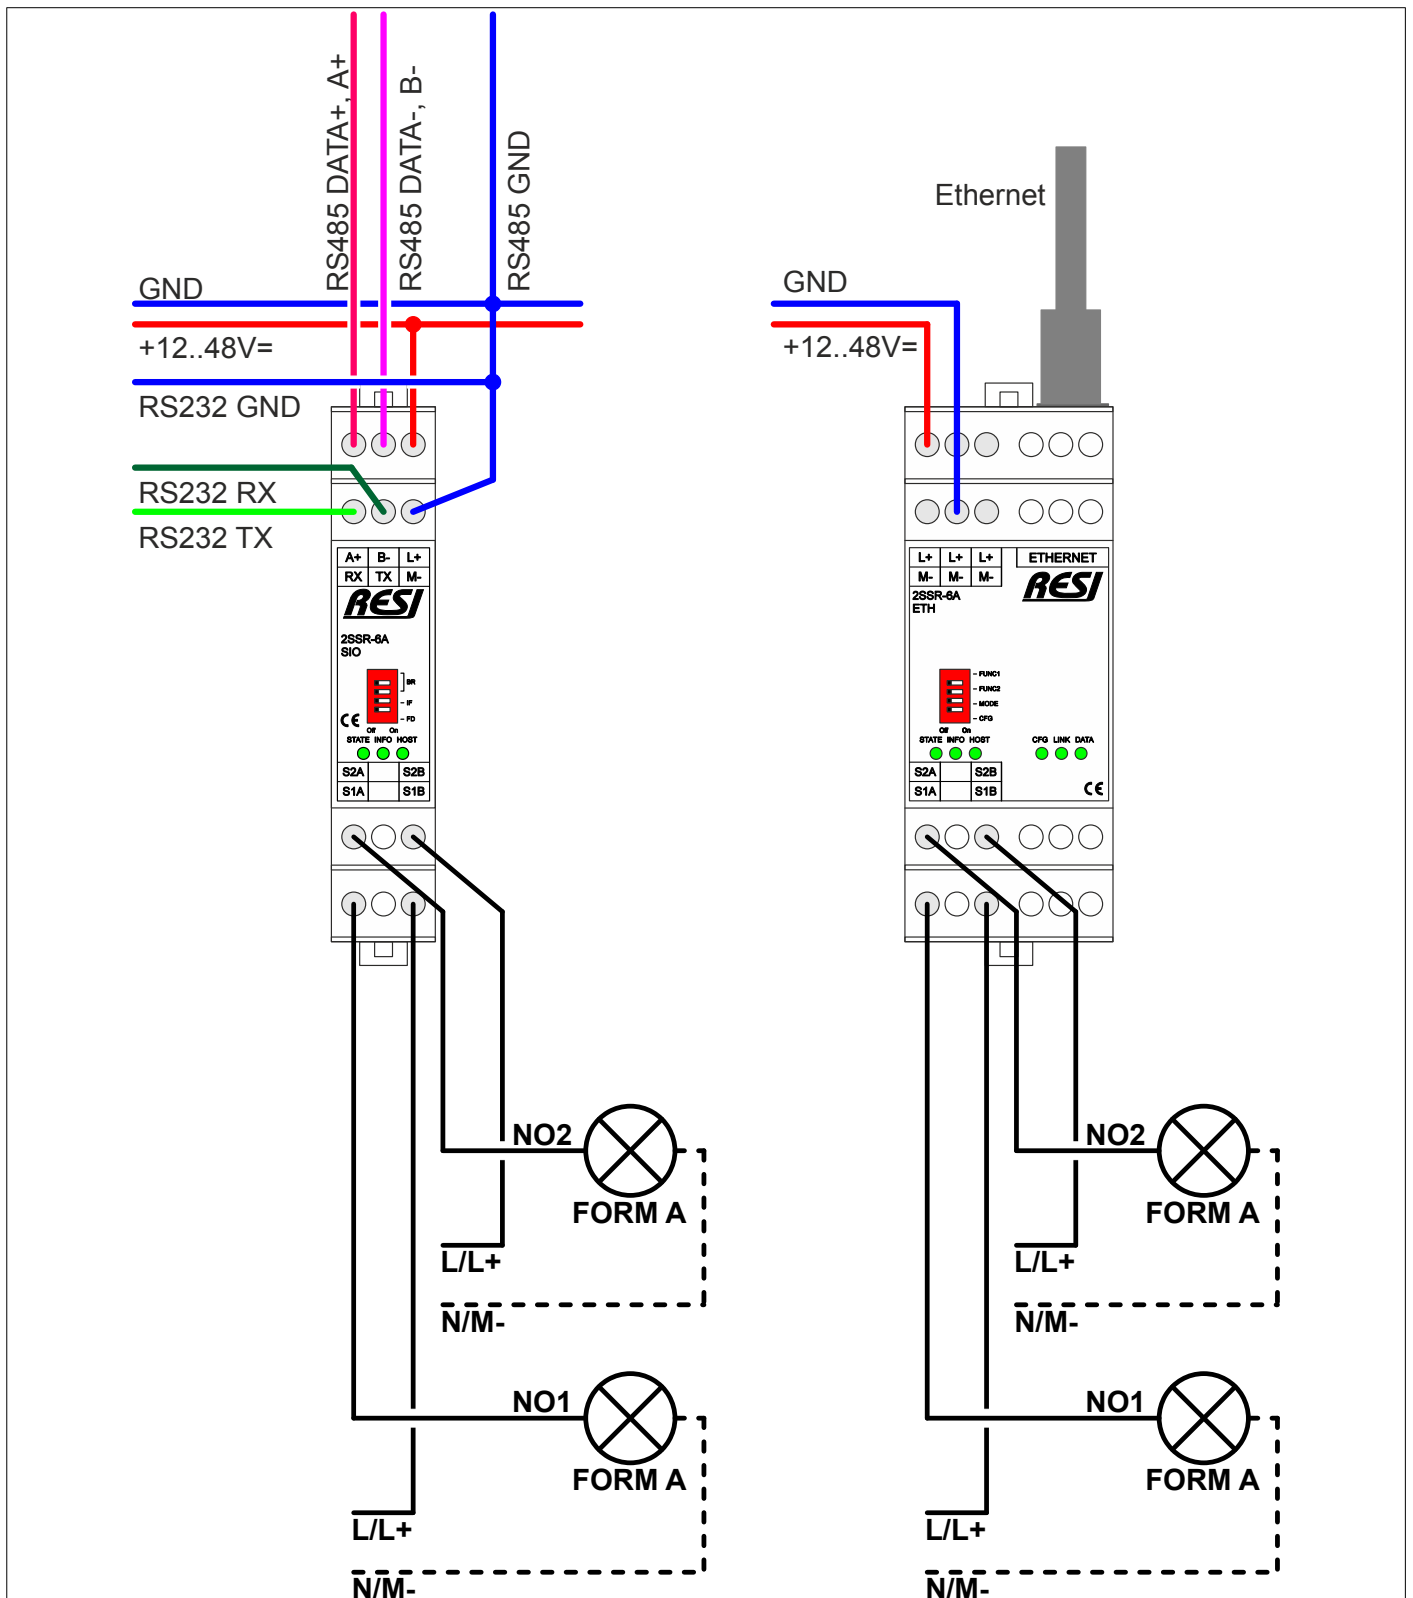 RS485 DATA+, A+
RS485 DATA-, B-
RS485 GND
GND
+12..48V=
RS232 GND
RS232 RX
RS232 TX
A+ B- L+
RX TX M-
RESI
2SSR-6A
SIO
BR
IF
FD
CE
Off On
STATE INFO HOST
S2A S2B
S1A S1B
NO2
FORM A
L/L+
N/M-
NO1
FORM A
L/L+
N/M-
Ethernet
GND
+12..48V=
L+ L+ L+ ETHERNET
M- M- M-
RESI
2SSR-6A
ETH
FUNC1
FUNC2
MODE
CFG
Off On
STATE INFO HOST CFG LINK DATA
S2A S2B
S1A S1B
CE
NO2
FORM A
L/L+
N/M-
NO1
FORM A
L/L+
N/M-